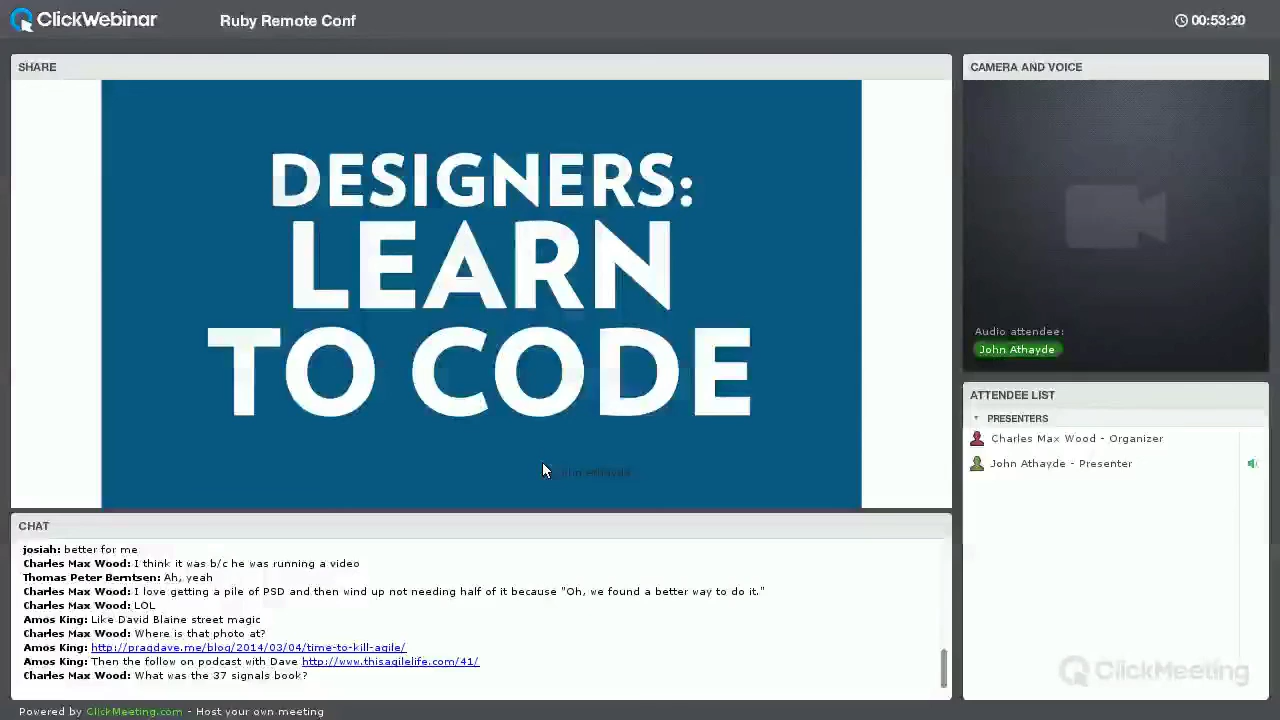 ClickWebinar
Ruby Remote Conf
00:53:20
SHARE
DESIGNERS:
LEARN
TO CODE
John Athayde
CAMERA AND VOICE
Audio attendee:
John Athayde
ATTENDEE LIST
PRESENTERS
Charles Max Wood - Organizer
John Athayde - Presenter
CHAT
josiah: better for me
Charles Max Wood: I think it was b/c he was running a video
Thomas Peter Berntsen: Ah, yeah
Charles Max Wood: I love getting a pile of PSD and then wind up not needing half of it because "Oh, we found a better way to do it."
Charles Max Wood: LOL
Amos King: Like David Blaine street magic
Charles Max Wood: Where is that photo at?
Amos King: http://pragdave.me/blog/2014/03/04/time-to-kill-agile/
Amos King: Then the follow on podcast with Dave http://www.thisagilelife.com/41/
Charles Max Wood: What was the 37 signals book?
ClickMeeting
Powered by ClickMeeting.com - Host your own meeting